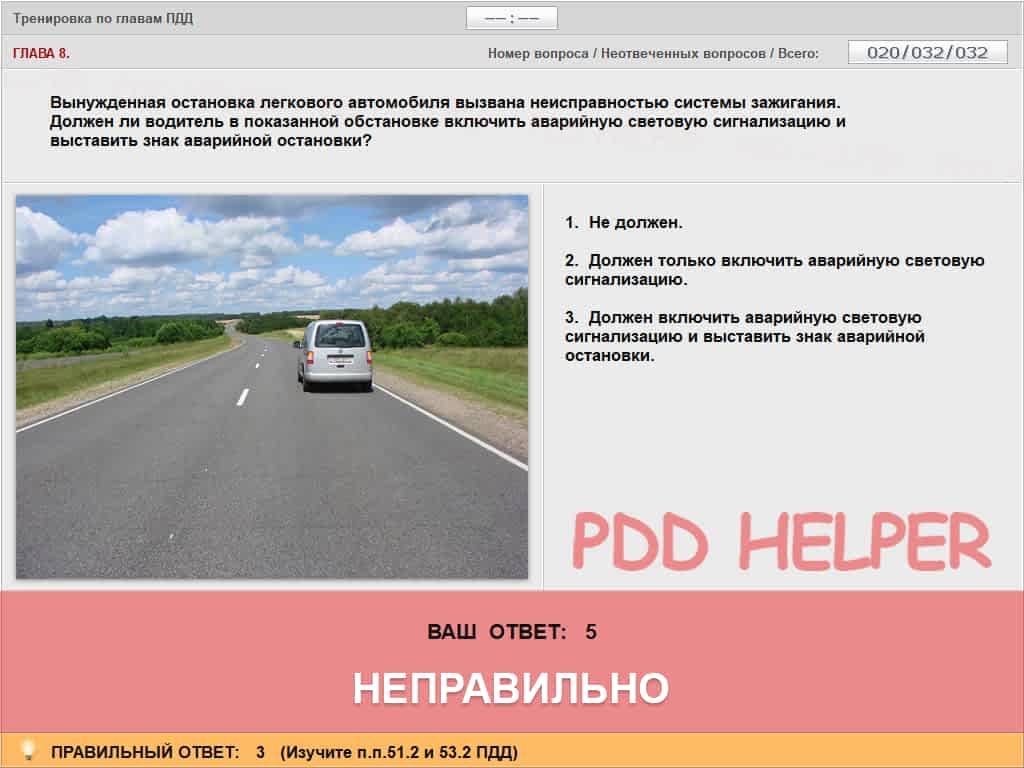 Тренировка по главам ПДД
–– : ––
ГЛАВА 8.
Номер вопроса / Неотвеченных вопросов / Всего: 020/032/032
Вынужденная остановка легкового автомобиля вызвана неисправностью системы зажигания.
Должен ли водитель в показанной обстановке включить аварийную световую сигнализацию и
выставить знак аварийной остановки?
1. Не должен.
2. Должен только включить аварийную световую
сигнализацию.
3. Должен включить аварийную световую
сигнализацию и выставить знак аварийной
остановки.
PDD HELPER
ВАШ ОТВЕТ: 5
НЕПРАВИЛЬНО
ПРАВИЛЬНЫЙ ОТВЕТ: 3 (Изучите п.п.51.2 и 53.2 ПДД)